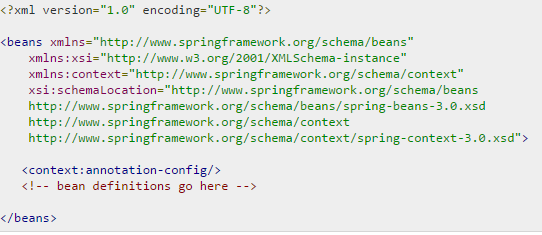 <?xml version="1.0" encoding="UTF-8"?>
<beans xmlns="http://www.springframework.org/schema/beans"
xmlns:xsi="http://www.w3.org/2001/XMLSchema-instance"
xmlns:context="http://www.springframework.org/schema/context"
xsi:schemaLocation="http://www.springframework.org/schema/beans
http://www.springframework.org/schema/beans/spring-beans-3.0.xsd
http://www.springframework.org/schema/context
http://www.springframework.org/schema/context/spring-context-3.0.xsd">
<context:annotation-config/>
<!-- bean definitions go here -->
</beans>